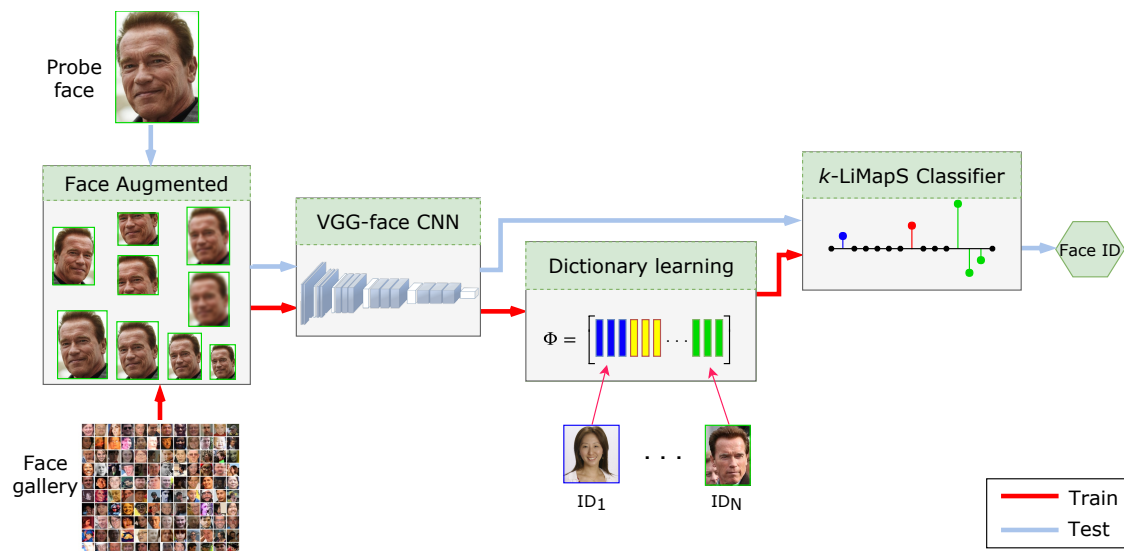 Probe
face
Face Augmented
VGG-face CNN
Dictionary learning
Φ = [ . . . ]
k-LiMapS Classifier
Face ID
Face
gallery
ID1
. . .
IDN
Train
Test